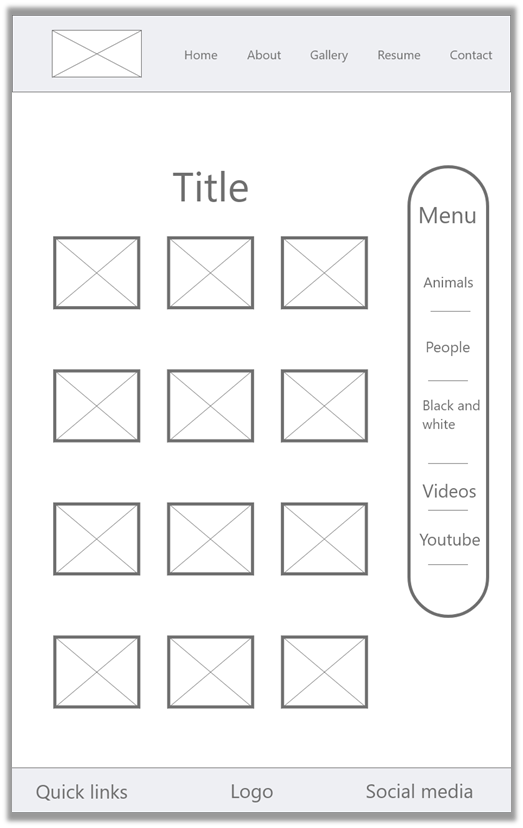 Home About Gallery Resume Contact
Title
Menu
Animals
People
Black and
white
Videos
Youtube
Quick links Logo Social media